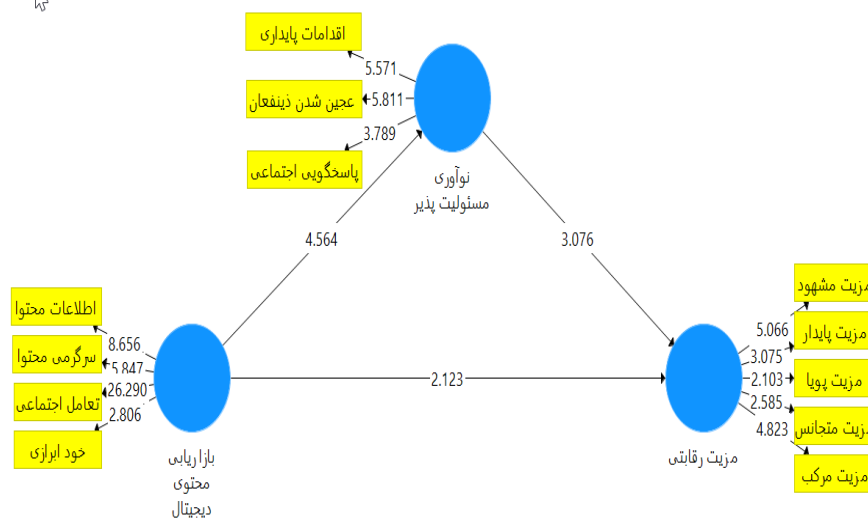 اقدامات پایداری
5.571
عجین شدن ذینفعان
5.811
3.789
پاسخگویی اجتماعی
نوآوری
مسئولیت پذیر
4.564
3.076
اطلاعات محتوا
8.656
سرگرمی محتوا
5.847
تعامل اجتماعی
26.290
2.806
خود ابرازی
بازاریابی
محتوی
دیجیتال
2.123
مزیت رقابتی
مزیت مشهود
5.066
مزیت پایدار
3.075
مزیت پویا
2.103
2.585
مزیت متجانس
4.823
مزیت مرکب